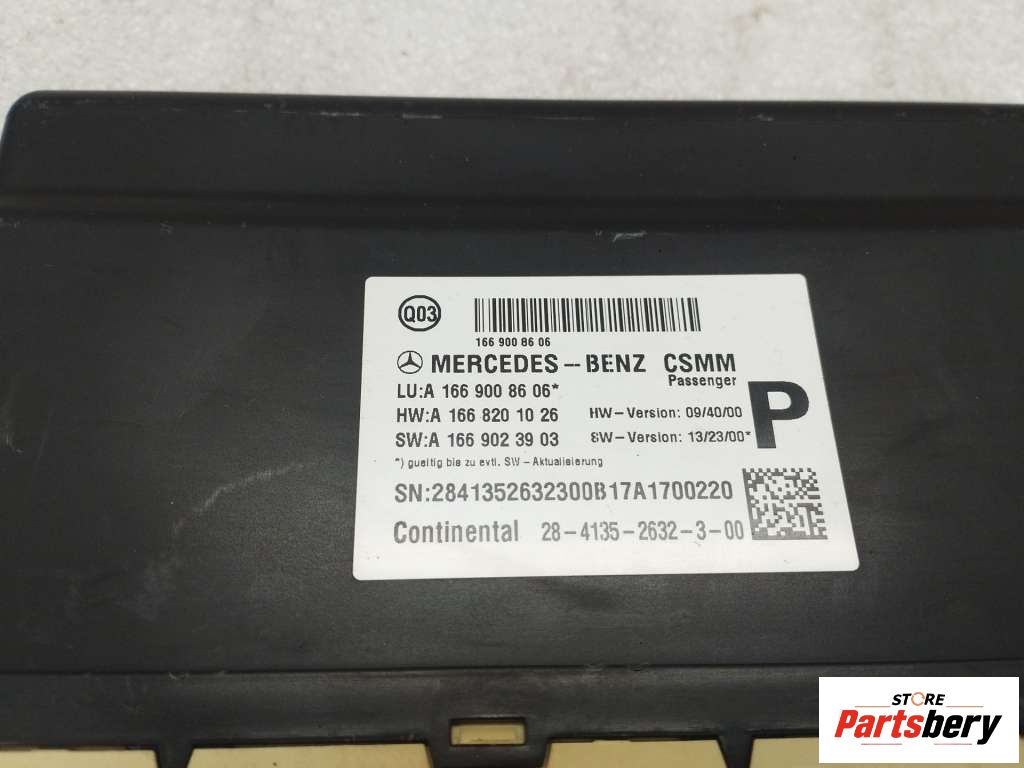 Q03
166 900 86 06
MERCEDES-BENZ CSMM
Passenger
LU:A 166 900 86 06*
HW:A 166 820 10 26 HW-Version: 09/40/00
SW:A 166 902 39 03 SW-Version: 13/23/00*
P
*) gueltig bis zu evtl. SW-Aktualisierung
SN:2841352632300B17A1700220
Continental 28-4135-2632-3-00
STORE
Partsbery